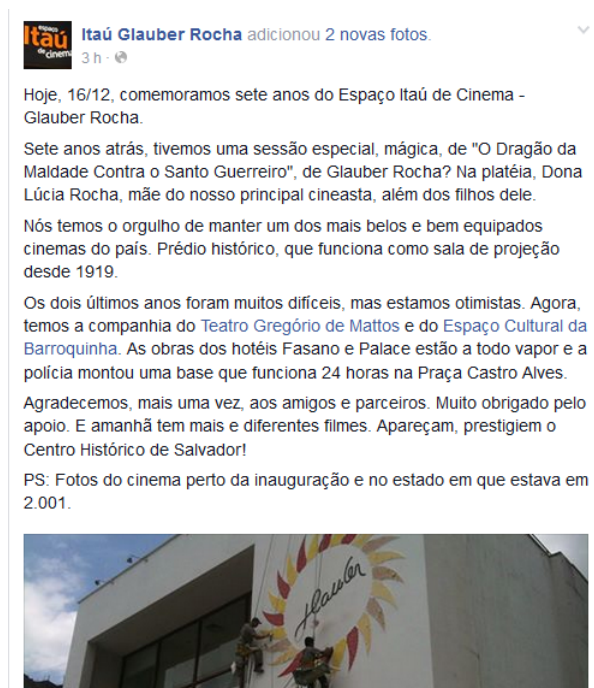 espaço
Itaú
de cinema
Itaú Glauber Rocha adicionou 2 novas fotos.
3 h ·
Hoje, 16/12, comemoramos sete anos do Espaço Itaú de Cinema -
Glauber Rocha.
Sete anos atrás, tivemos uma sessão especial, mágica, de "O Dragão da
Maldade Contra o Santo Guerreiro", de Glauber Rocha? Na platéia, Dona
Lúcia Rocha, mãe do nosso principal cineasta, além dos filhos dele.
Nós temos o orgulho de manter um dos mais belos e bem equipados
cinemas do país. Prédio histórico, que funciona como sala de projeção
desde 1919.
Os dois últimos anos foram muitos difíceis, mas estamos otimistas. Agora,
temos a companhia do Teatro Gregório de Mattos e do Espaço Cultural da
Barroquinha. As obras dos hotéis Fasano e Palace estão a todo vapor e a
polícia montou uma base que funciona 24 horas na Praça Castro Alves.
Agradecemos, mais uma vez, aos amigos e parceiros. Muito obrigado pelo
apoio. E amanhã tem mais e diferentes filmes. Apareçam, prestigiem o
Centro Histórico de Salvador!
PS: Fotos do cinema perto da inauguração e no estado em que estava em
2.001.
Glauber